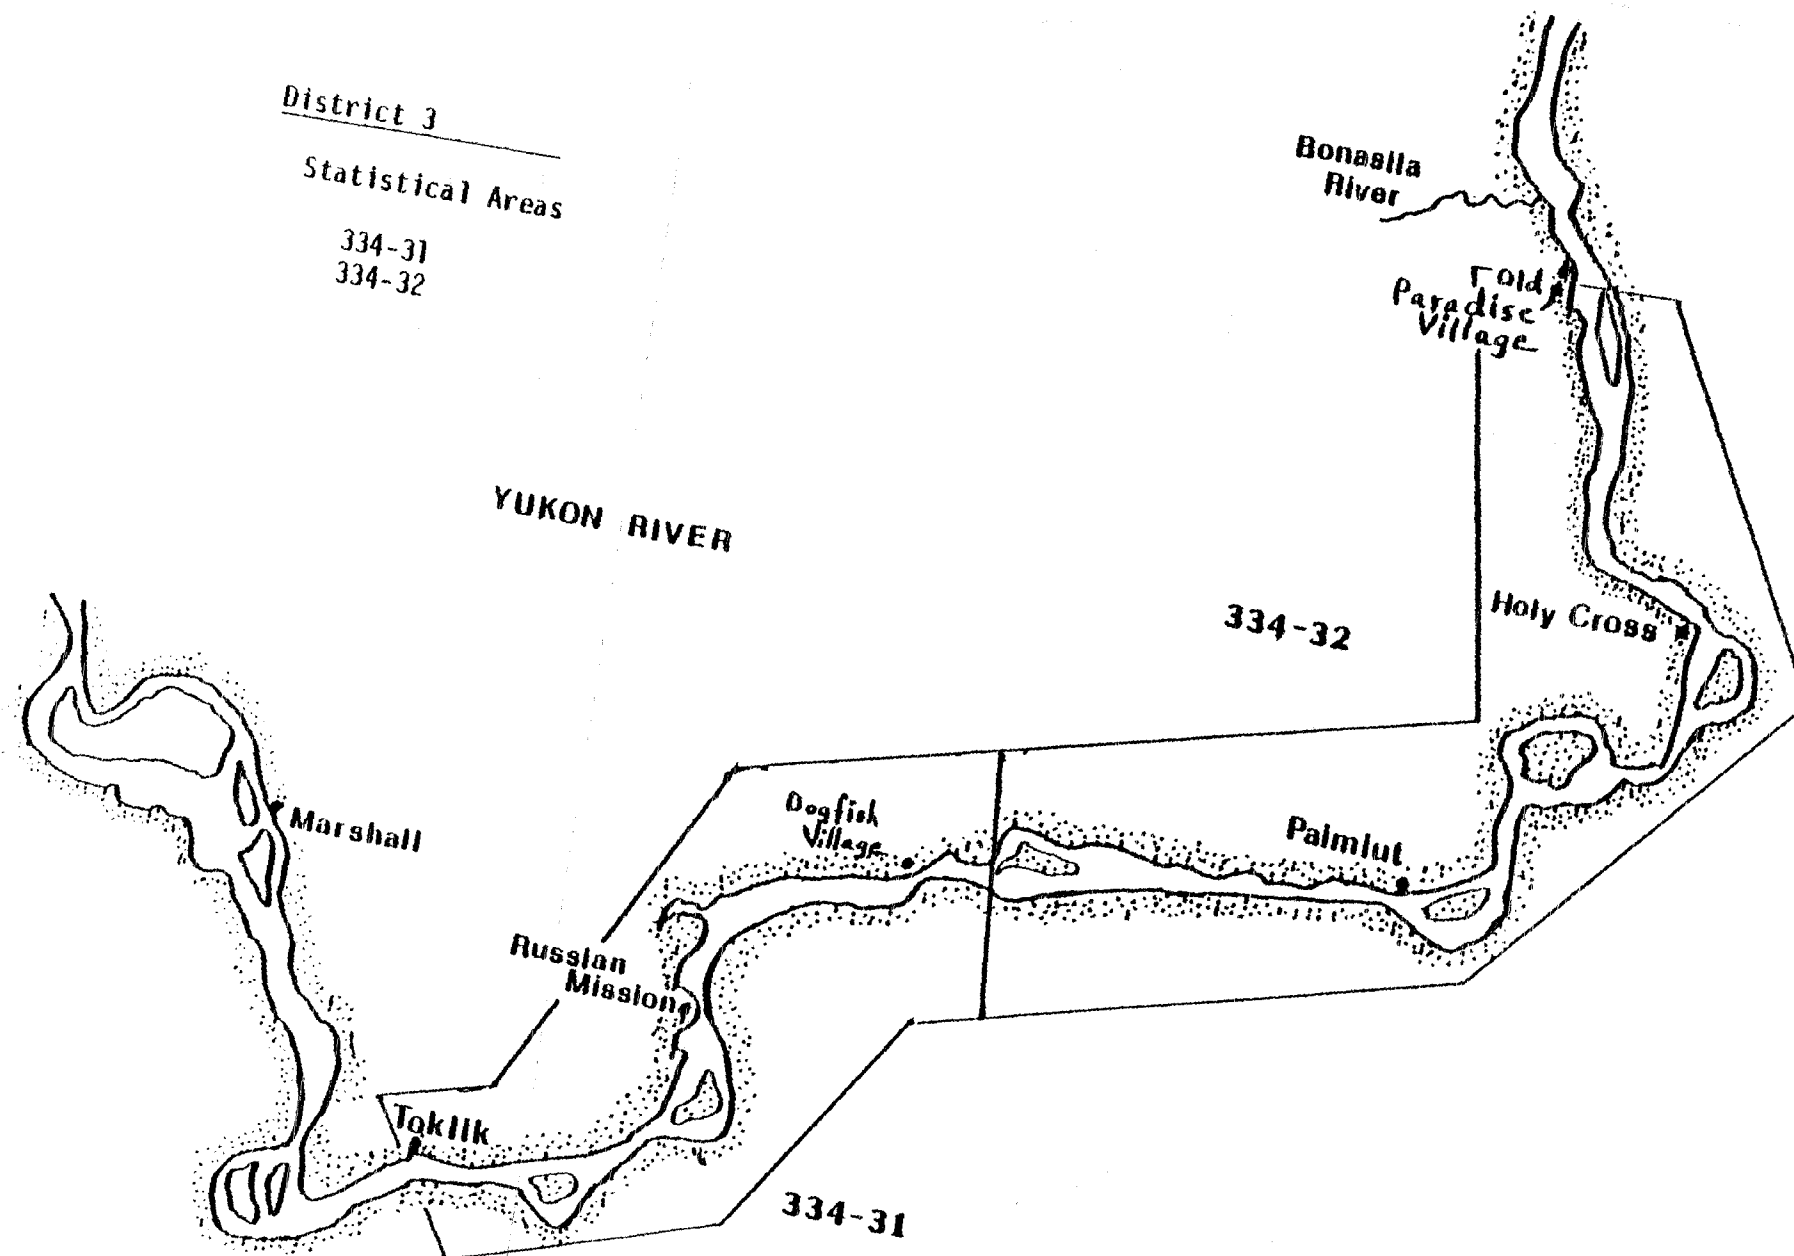 District 3
Statistical Areas
334-31
334-32
Bonasila
River
Old
Paradise
Village
YUKON RIVER
334-32
Holy Cross
Marshall
Dogfish
Village
Paimiut
Russian
Mission
Toklik
334-31